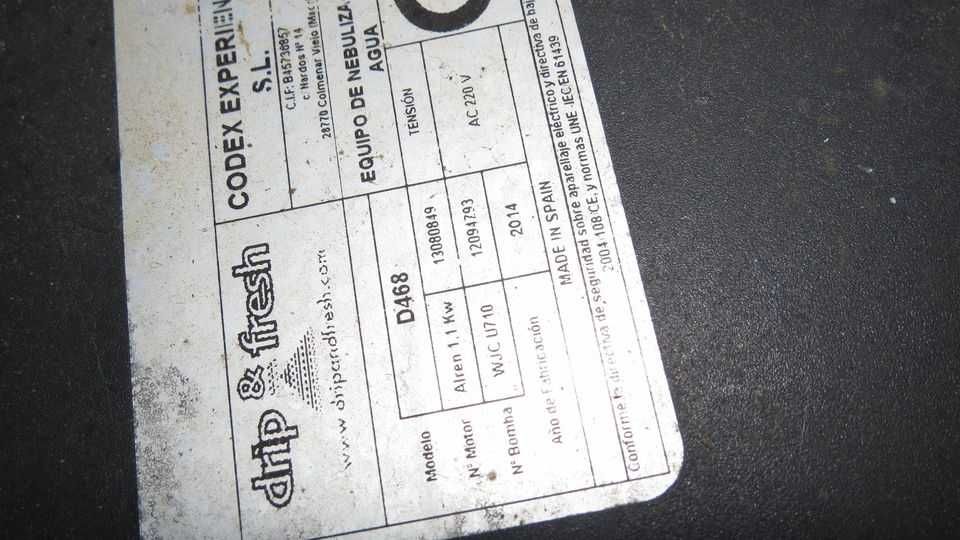 drip & fresh
www.dripandfresh.com
CODEX EXPERIEN
S.L.
C.I.F: B45736857
c. Nardos Nº 14
28770 Colmenar Viejo
EQUIPO DE NEBULIZA
AGUA
Modelo D468 TENSIÓN
Nº Motor Alren 1.1 Kw 13080849 AC 220 V
Nº Bomba WJC U710 12094793
Año de Fabricación 2014
MADE IN SPAIN
Conforme la directiva de seguridad sobre aparellaje eléctrico y directiva de baj
2004/108/CE, y normas UNE IEC EN 61439